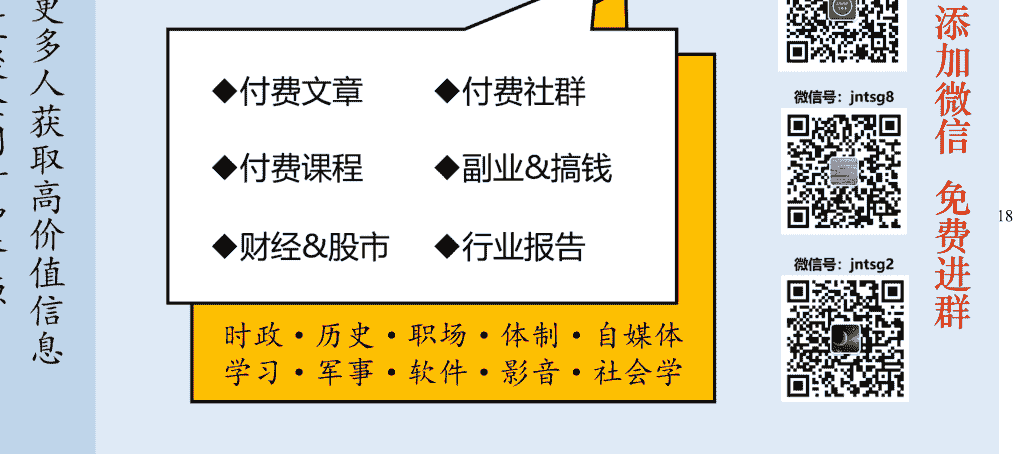 更多人获取高价值信息
◆付费文章 ◆付费社群
◆付费课程 ◆副业&搞钱
◆财经&股市 ◆行业报告
时政·历史·职场·体制·自媒体
学习·军事·软件·影音·社会学
微信号：jntsg8
微信号：jntsg2
添加微信 免费进群
18